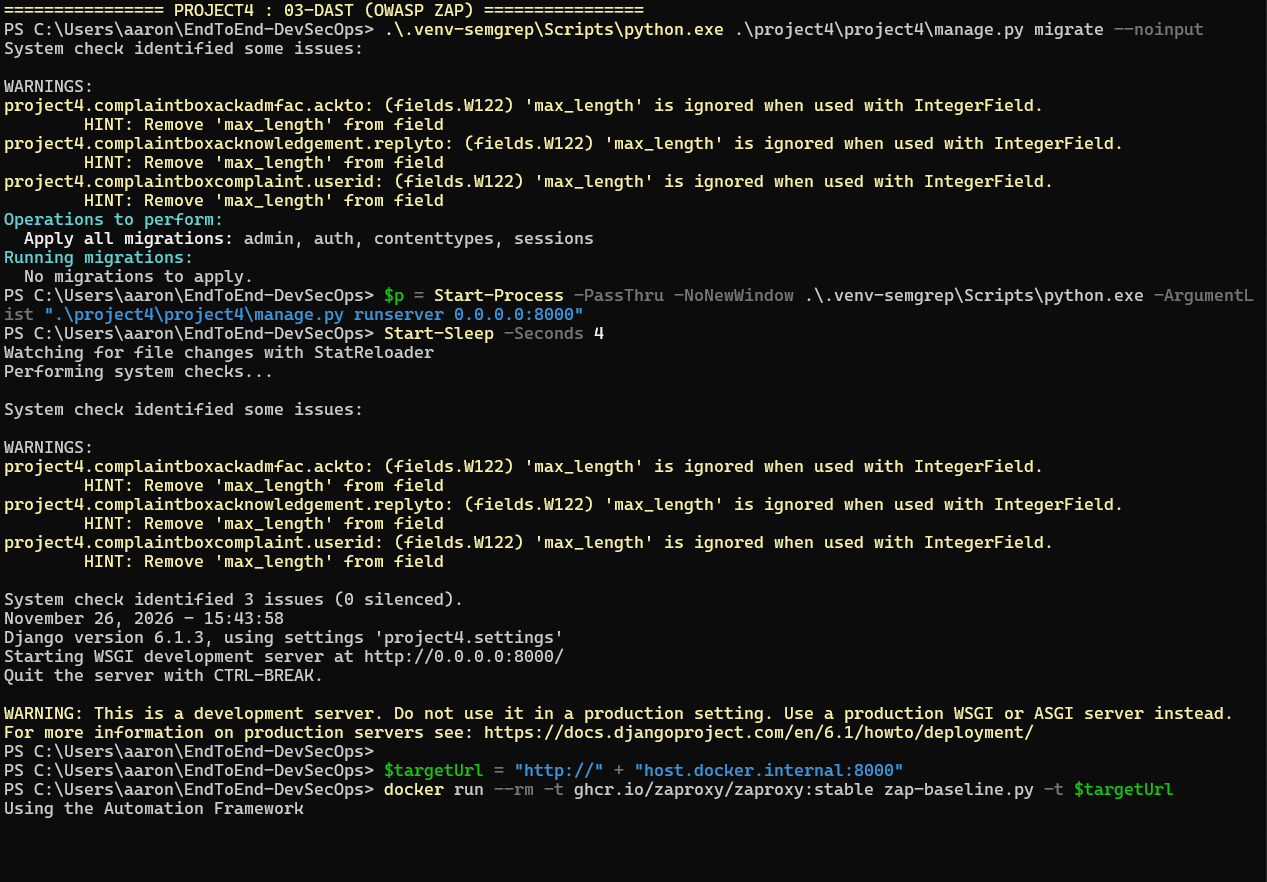 ================ PROJECT4 : 03-DAST (OWASP ZAP) ================
PS C:\Users\aaron\EndToEnd-DevSecOps> .\.venv-semgrep\Scripts\python.exe .\project4\project4\manage.py migrate --noinput
System check identified some issues:

WARNINGS:
project4.complaintboxackadmfac.ackto: (fields.W122) 'max_length' is ignored when used with IntegerField.
        HINT: Remove 'max_length' from field
project4.complaintboxacknowledgement.replyto: (fields.W122) 'max_length' is ignored when used with IntegerField.
        HINT: Remove 'max_length' from field
project4.complaintboxcomplaint.userid: (fields.W122) 'max_length' is ignored when used with IntegerField.
        HINT: Remove 'max_length' from field
Operations to perform:
  Apply all migrations: admin, auth, contenttypes, sessions
Running migrations:
  No migrations to apply.
PS C:\Users\aaron\EndToEnd-DevSecOps> $p = Start-Process -PassThru -NoNewWindow .\.venv-semgrep\Scripts\python.exe -ArgumentL
ist ".\project4\project4\manage.py runserver 0.0.0.0:8000"
PS C:\Users\aaron\EndToEnd-DevSecOps> Start-Sleep -Seconds 4
Watching for file changes with StatReloader
Performing system checks...

System check identified some issues:

WARNINGS:
project4.complaintboxackadmfac.ackto: (fields.W122) 'max_length' is ignored when used with IntegerField.
        HINT: Remove 'max_length' from field
project4.complaintboxacknowledgement.replyto: (fields.W122) 'max_length' is ignored when used with IntegerField.
        HINT: Remove 'max_length' from field
project4.complaintboxcomplaint.userid: (fields.W122) 'max_length' is ignored when used with IntegerField.
        HINT: Remove 'max_length' from field

System check identified 3 issues (0 silenced).
November 26, 2026 - 15:43:58
Django version 6.1.3, using settings 'project4.settings'
Starting WSGI development server at http://0.0.0.0:8000/
Quit the server with CTRL-BREAK.

WARNING: This is a development server. Do not use it in a production setting. Use a production WSGI or ASGI server instead.
For more information on production servers see: https://docs.djangoproject.com/en/6.1/howto/deployment/
PS C:\Users\aaron\EndToEnd-DevSecOps>
PS C:\Users\aaron\EndToEnd-DevSecOps> $targetUrl = "http://" + "host.docker.internal:8000"
PS C:\Users\aaron\EndToEnd-DevSecOps> docker run --rm -t ghcr.io/zaproxy/zaproxy:stable zap-baseline.py -t $targetUrl
Using the Automation Framework